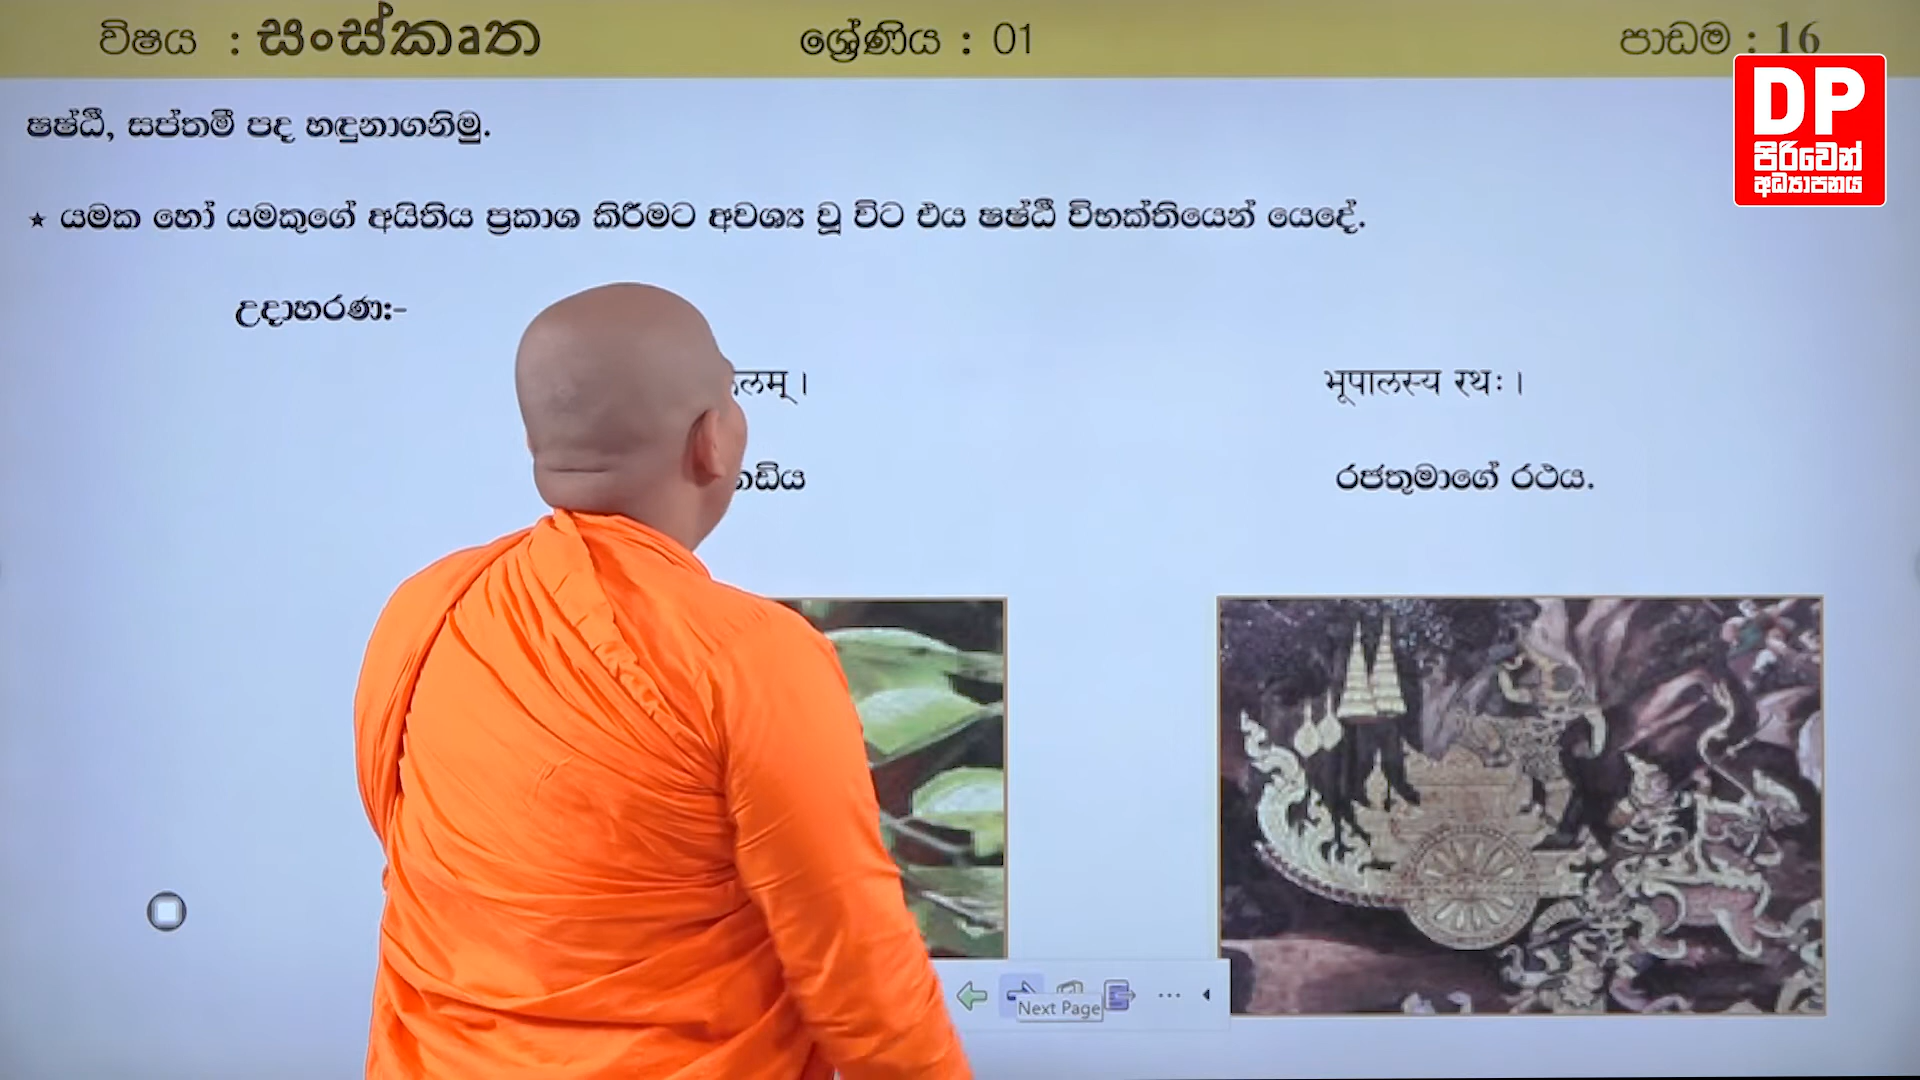 විෂය : සංස්කෘත ශ්‍රේණිය : 01 පාඩම : 16
DP
පිරිවෙන්
අධ්‍යාපනය
ෂෂ්ඨී, සප්තමී පද හඳුනාගනිමු.
★ යමක හෝ යමකුගේ අයිතිය ප්‍රකාශ කිරීමට අවශ්‍ය වූ විට එය ෂෂ්ඨී විභක්තියෙන් යෙදේ.
උදාහරණ:-
भूपालस्य रथः ।
රජතුමාගේ රථය.
Next Page